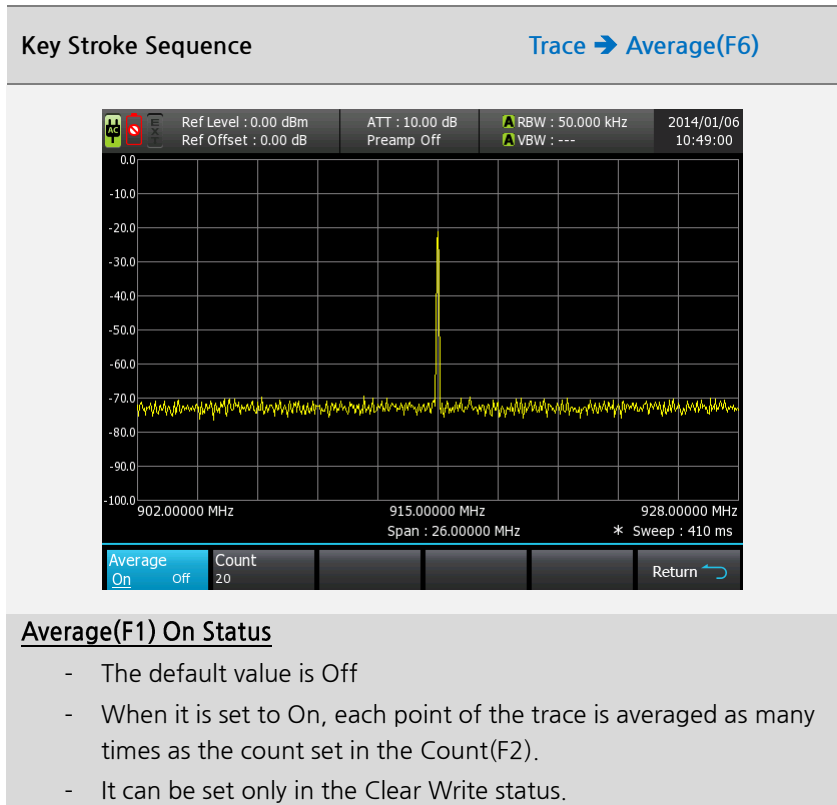 Key Stroke Sequence Trace ➔ Average(F6)
AC EXT Ref Level : 0.00 dBm ATT : 10.00 dB A RBW : 50.000 kHz 2014/01/06
Ref Offset : 0.00 dB Preamp Off A VBW : --- 10:49:00
0.0
-10.0
-20.0
-30.0
-40.0
-50.0
-60.0
-70.0
-80.0
-90.0
-100.0
902.00000 MHz 915.00000 MHz 928.00000 MHz
Span : 26.00000 MHz * Sweep : 410 ms
Average Count
On Off 20 Return
Average(F1) On Status
- The default value is Off
- When it is set to On, each point of the trace is averaged as many
times as the count set in the Count(F2).
- It can be set only in the Clear Write status.